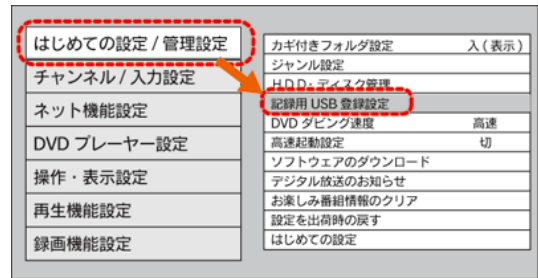 はじめての設定 / 管理設定
チャンネル / 入力設定
ネット機能設定
DVD プレーヤー設定
操作・表示設定
再生機能設定
録画機能設定
カギ付きフォルダ設定 入 ( 表示 )
ジャンル設定
HDD・ディスク管理
記録用 USB 登録設定
DVD ダビング速度 高速
高速起動設定 切
ソフトウェアのダウンロード
デジタル放送のお知らせ
お楽しみ番組情報のクリア
設定を出荷時の戻す
はじめての設定